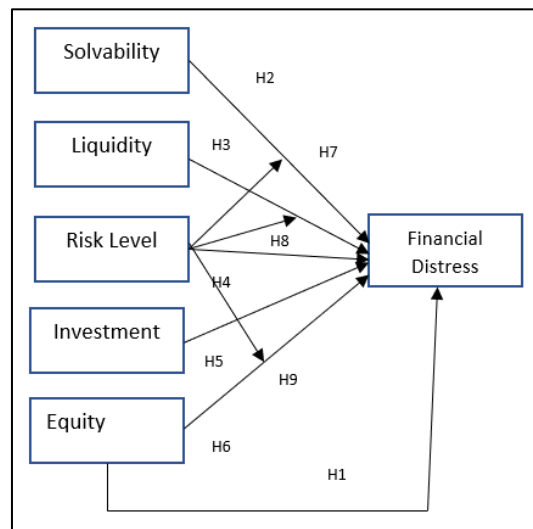 Solvability
H2
Liquidity
H3
H7
Risk Level
H8
Financial
Distress
H4
Investment
H5
H9
Equity
H6
H1